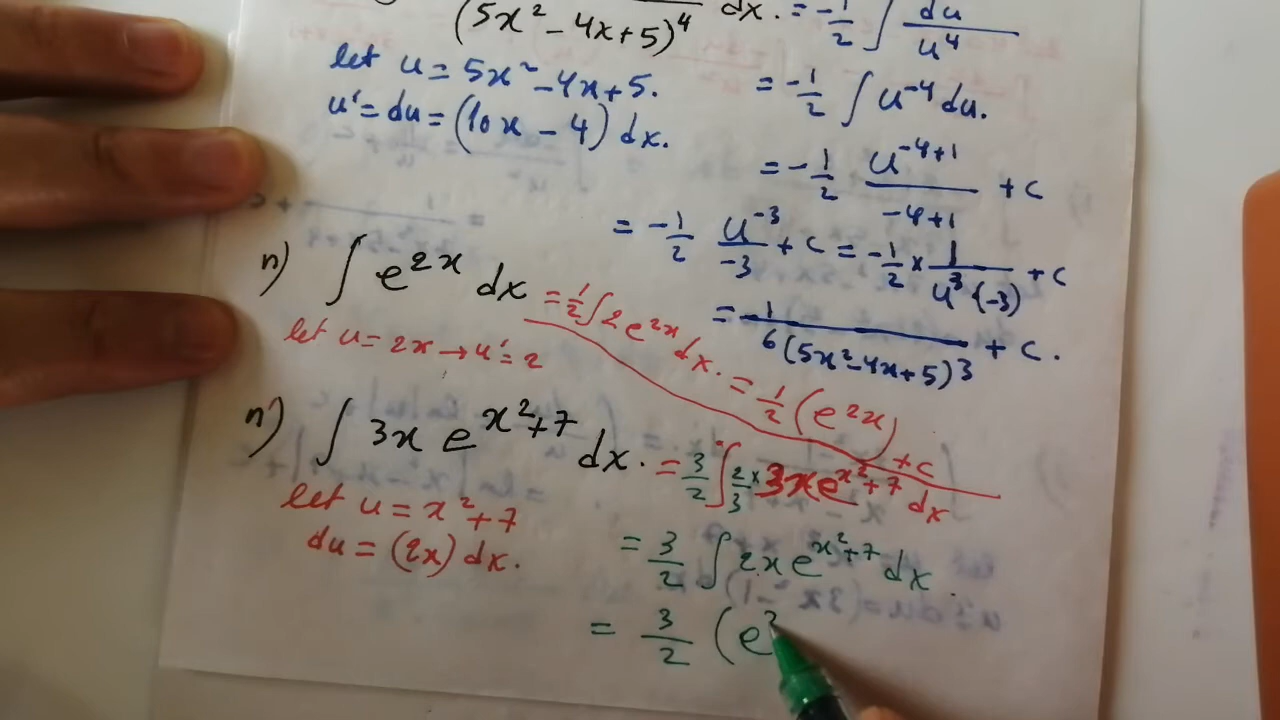 (5x² - 4x+5)⁴ dx. = -1/2 ∫ du/u⁴
let u = 5x² - 4x + 5.
= -1/2 ∫ u⁻⁴ du.
u' = du = (10x - 4) dx.
= -1/2 u⁻⁴⁺¹/-4+1 + c
= -1/2 u⁻³/-3 + c = -1/2 × 1/u³·(-3) + c
= 1/6(5x²-4x+5)³ + c.
n) ∫ e²ˣ dx = 1/2 ∫ 2e²ˣ dx. = 1/2 (e²ˣ) + c
let u = 2x → u' = 2
n') ∫ 3x e^x²+7 dx. = 3/2 ∫ 2/3 × 3x e^x²+7 dx
let u = x²+7
du = (2x) dx.
= 3/2 ∫ 2x e^x²+7 dx.
= 3/2 (e